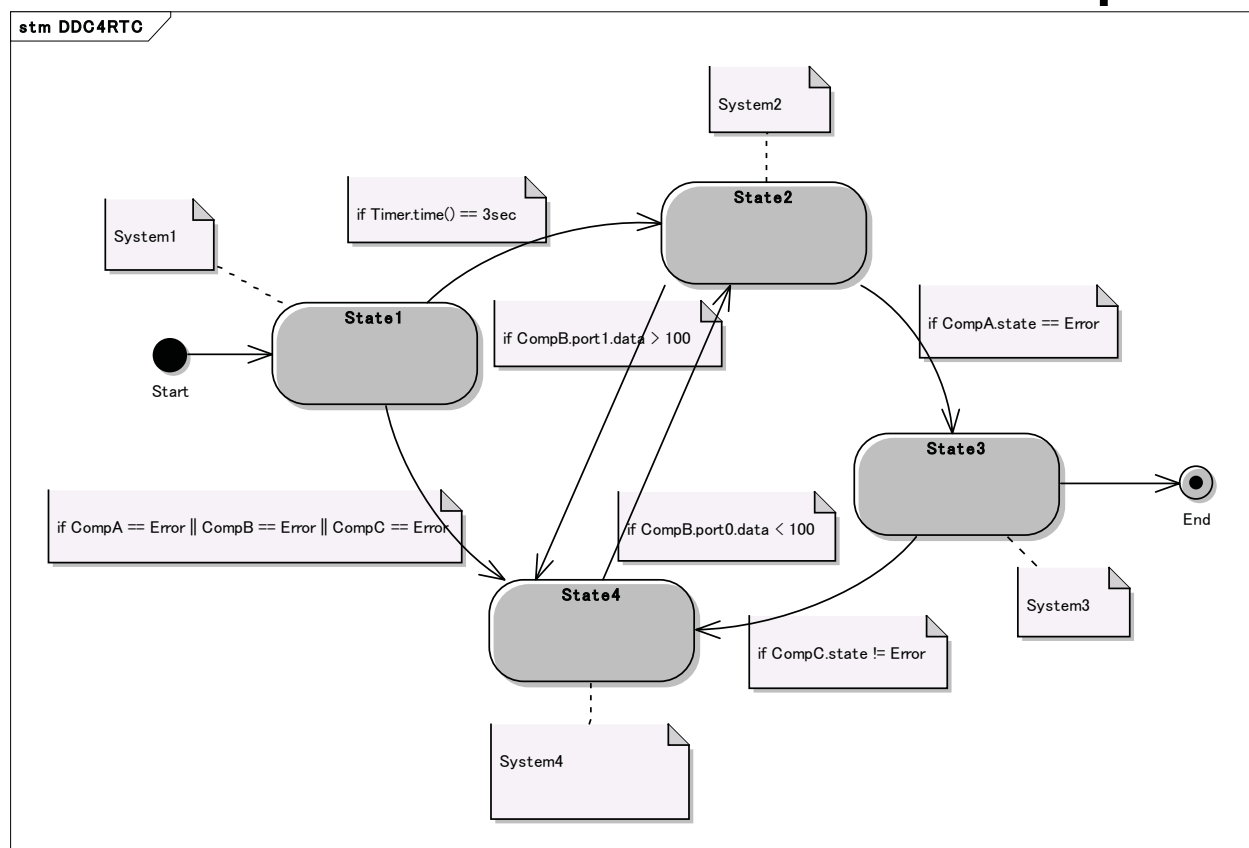 stm DDC4RTC
System2
if Timer.time() == 3sec
State2
System1
State1
if CompB.port1.data > 100
if CompA.state == Error
Start
State3
if CompA == Error || CompB == Error || CompC == Error
if CompB.port0.data < 100
End
State4
System3
if CompC.state != Error
System4